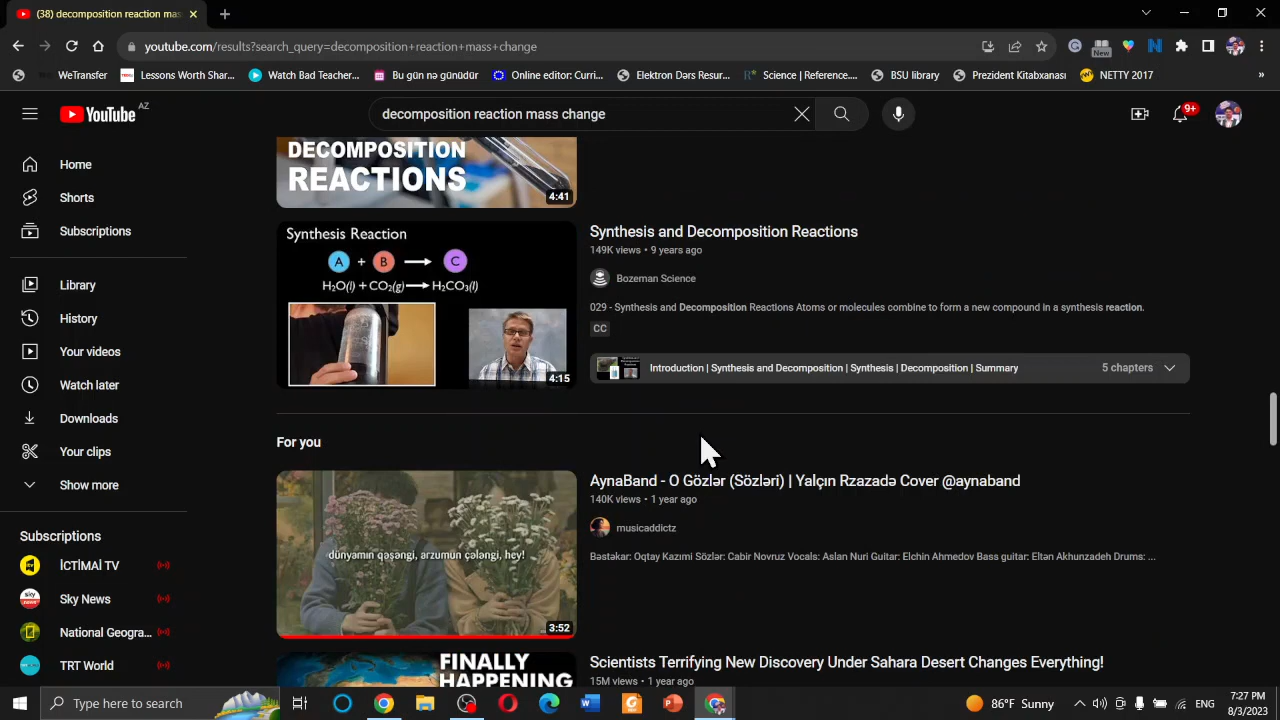 (38) decomposition reaction mas
youtube.com/results?search_query=decomposition+reaction+mass+change
New
WeTransfer
TED
Lessons Worth Shar...
Watch Bad Teacher...
Bu gün nə günüdür
Online editor: Curri...
Elektron Dərs Resur...
Science | Reference....
BSU library
Prezident Kitabxanası
NETTY 2017
»
YouTube AZ
decomposition reaction mass change
9+
Home
Shorts
Subscriptions
Library
History
Your videos
Watch later
Downloads
Your clips
Show more
Subscriptions
İCTİMAİ TV
Sky News
National Geogra...
TRT World
DECOMPOSITION
REACTIONS
4:41
Synthesis Reaction
A + B → C
H₂O(l) + CO₂(g) → H₂CO₃(l)
4:15
Synthesis and Decomposition Reactions
149K views • 9 years ago
Bozeman Science
029 - Synthesis and Decomposition Reactions Atoms or molecules combine to form a new compound in a synthesis reaction.
CC
Introduction | Synthesis and Decomposition | Synthesis | Decomposition | Summary
5 chapters
For you
dünyamın qəşəngi, arzumun çələngi, hey!
3:52
AynaBand - O Gözlər (Sözləri) | Yalçın Rzazadə Cover @aynaband
140K views • 1 year ago
musicaddictz
Bəstəkar: Oqtay Kazımi Sözlər: Cabir Novruz Vocals: Aslan Nuri Guitar: Elchin Ahmedov Bass guitar: Eltən Akhunzadeh Drums: ...
FINALLY
HAPPENING
Scientists Terrifying New Discovery Under Sahara Desert Changes Everything!
15M views • 1 year ago
Type here to search
86°F Sunny
ENG
7:27 PM
8/3/2023